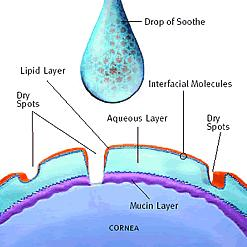 Drop of Soothe
Lipid Layer
Interfacial Molecules
Dry
Spots
Aqueous Layer
Dry
Spots
Mucin Layer
CORNEA